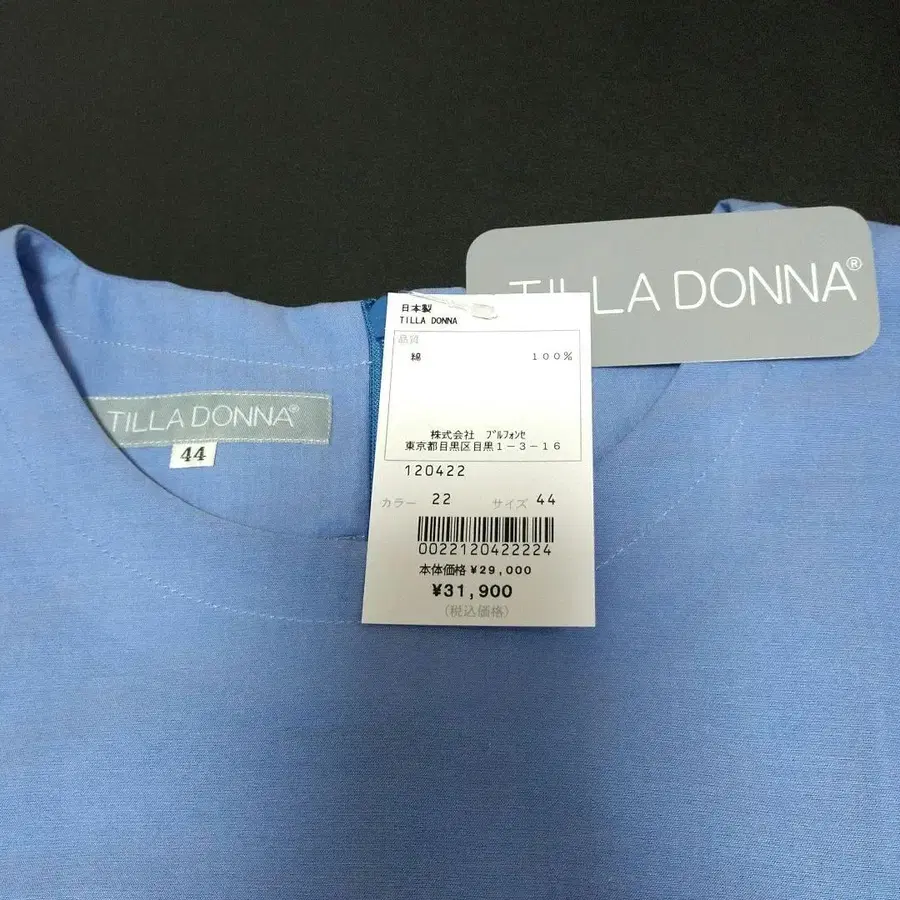 TILLA DONNA®
日本製
TILLA DONNA
品質
綿 100%
株式会社 ブルフォンセ
東京都目黒区目黒1-3-16
120422
カラー 22 サイズ 44
0022120422224
本体価格 ¥29,000
¥31,900
(税込価格)
TILLA DONNA®
44